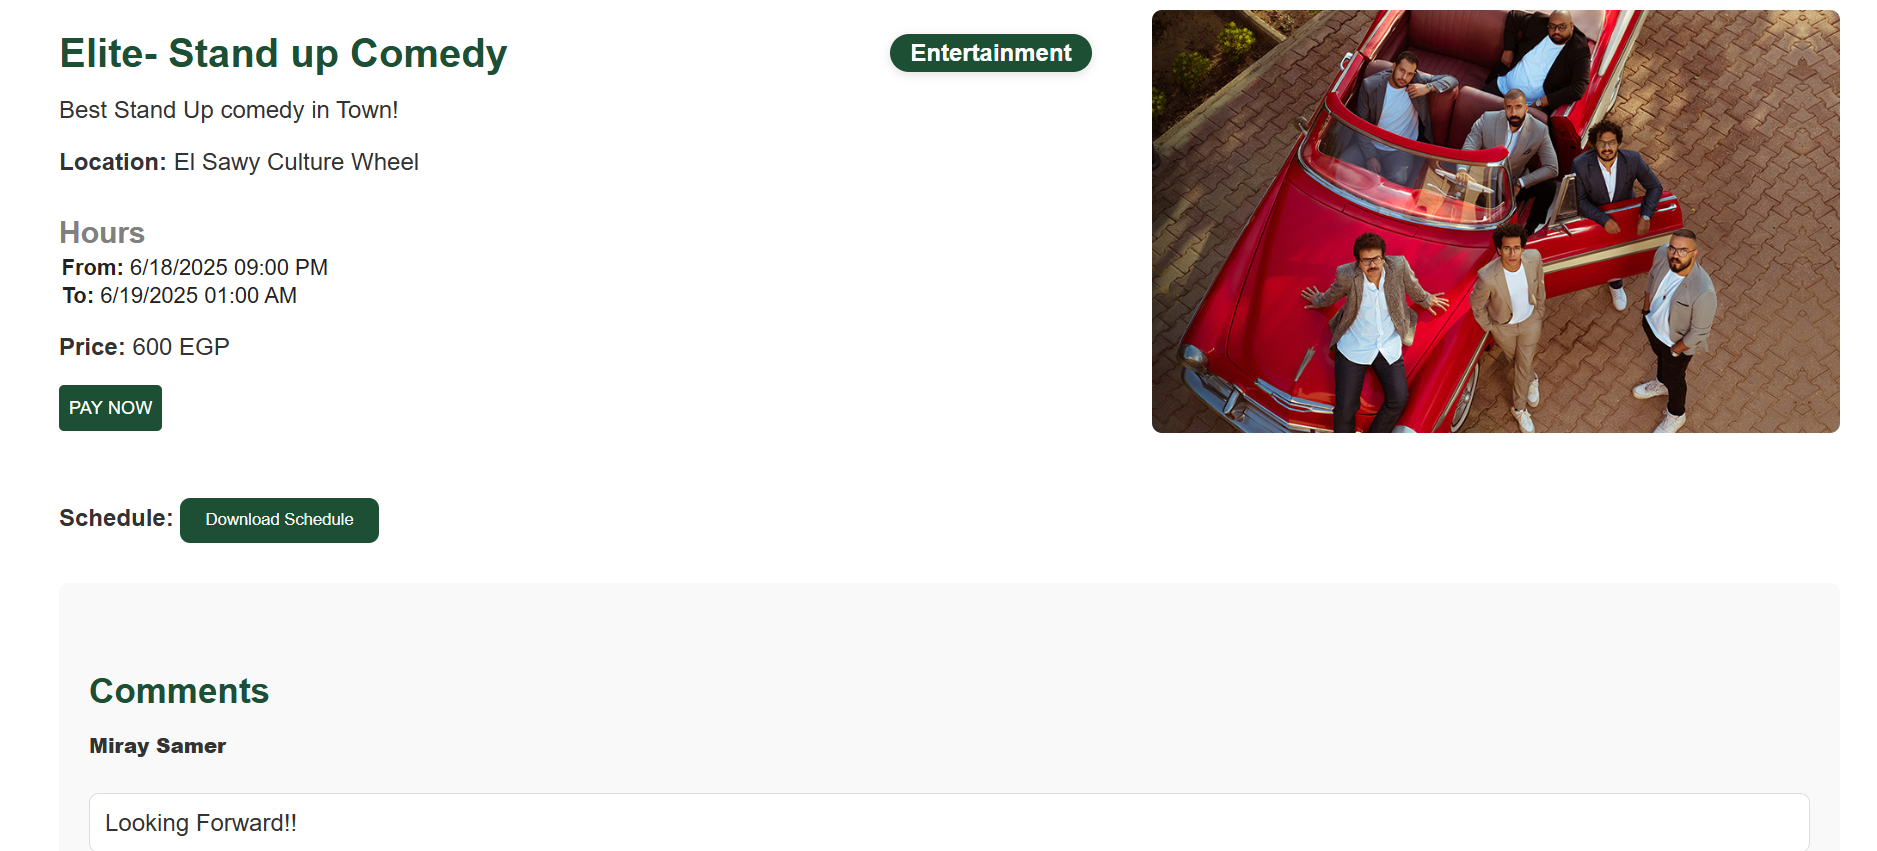 Elite- Stand up Comedy
Entertainment
Best Stand Up comedy in Town!
Location: El Sawy Culture Wheel
Hours
From: 6/18/2025 09:00 PM
To: 6/19/2025 01:00 AM
Price: 600 EGP
PAY NOW
Schedule: Download Schedule
Comments
Miray Samer
Looking Forward!!